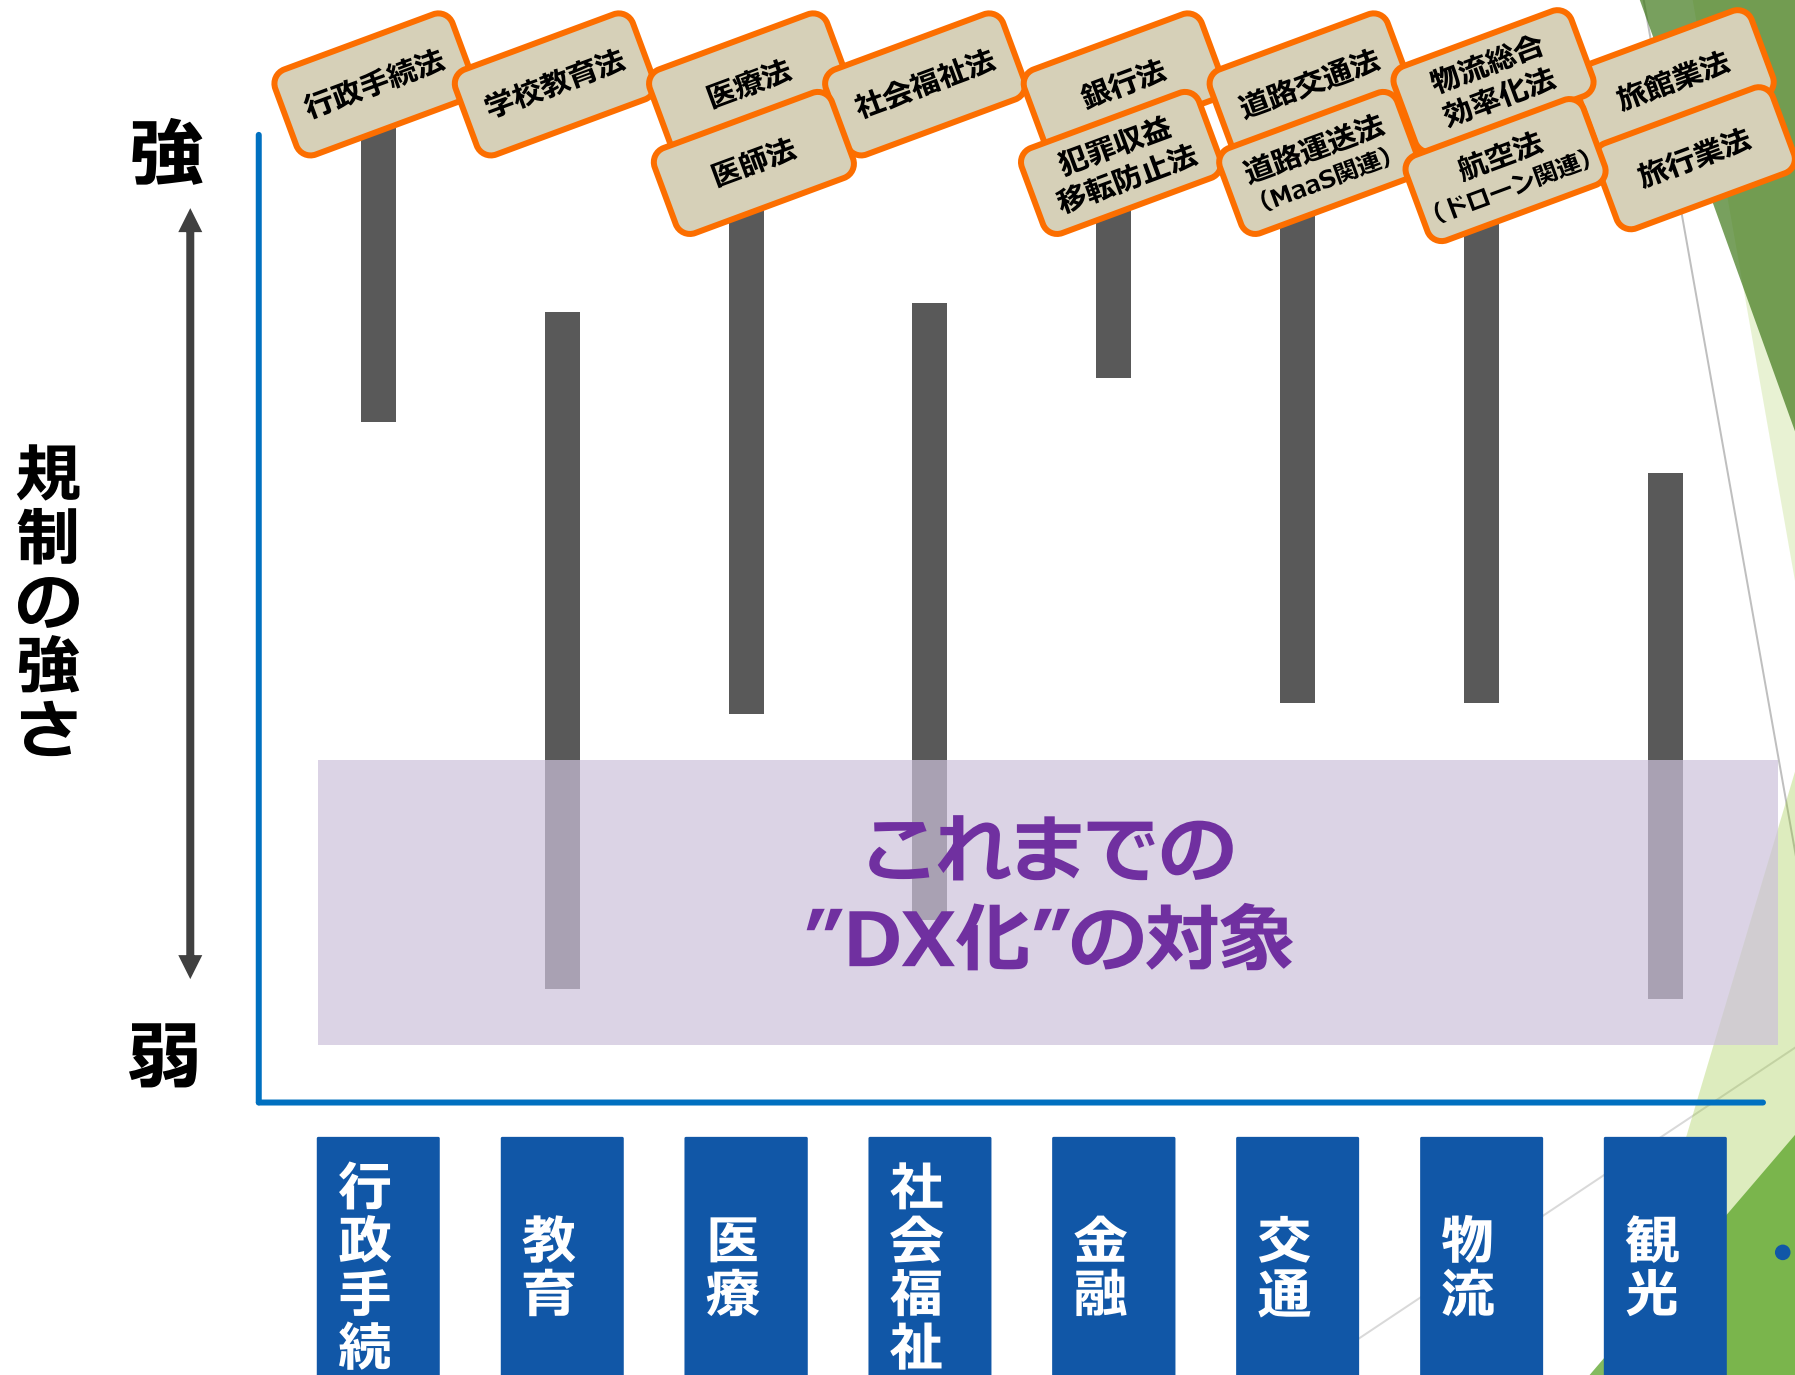 行政手続法
学校教育法
医療法
医師法
社会福祉法
銀行法
犯罪収益
移転防止法
道路交通法
道路運送法
（MaaS関連）
物流総合
効率化法
航空法
（ドローン関連）
旅館業法
旅行業法
強
規制の強さ
弱
これまでの
”DX化”の対象
行政手続
教育
医療
社会福祉
金融
交通
物流
観光